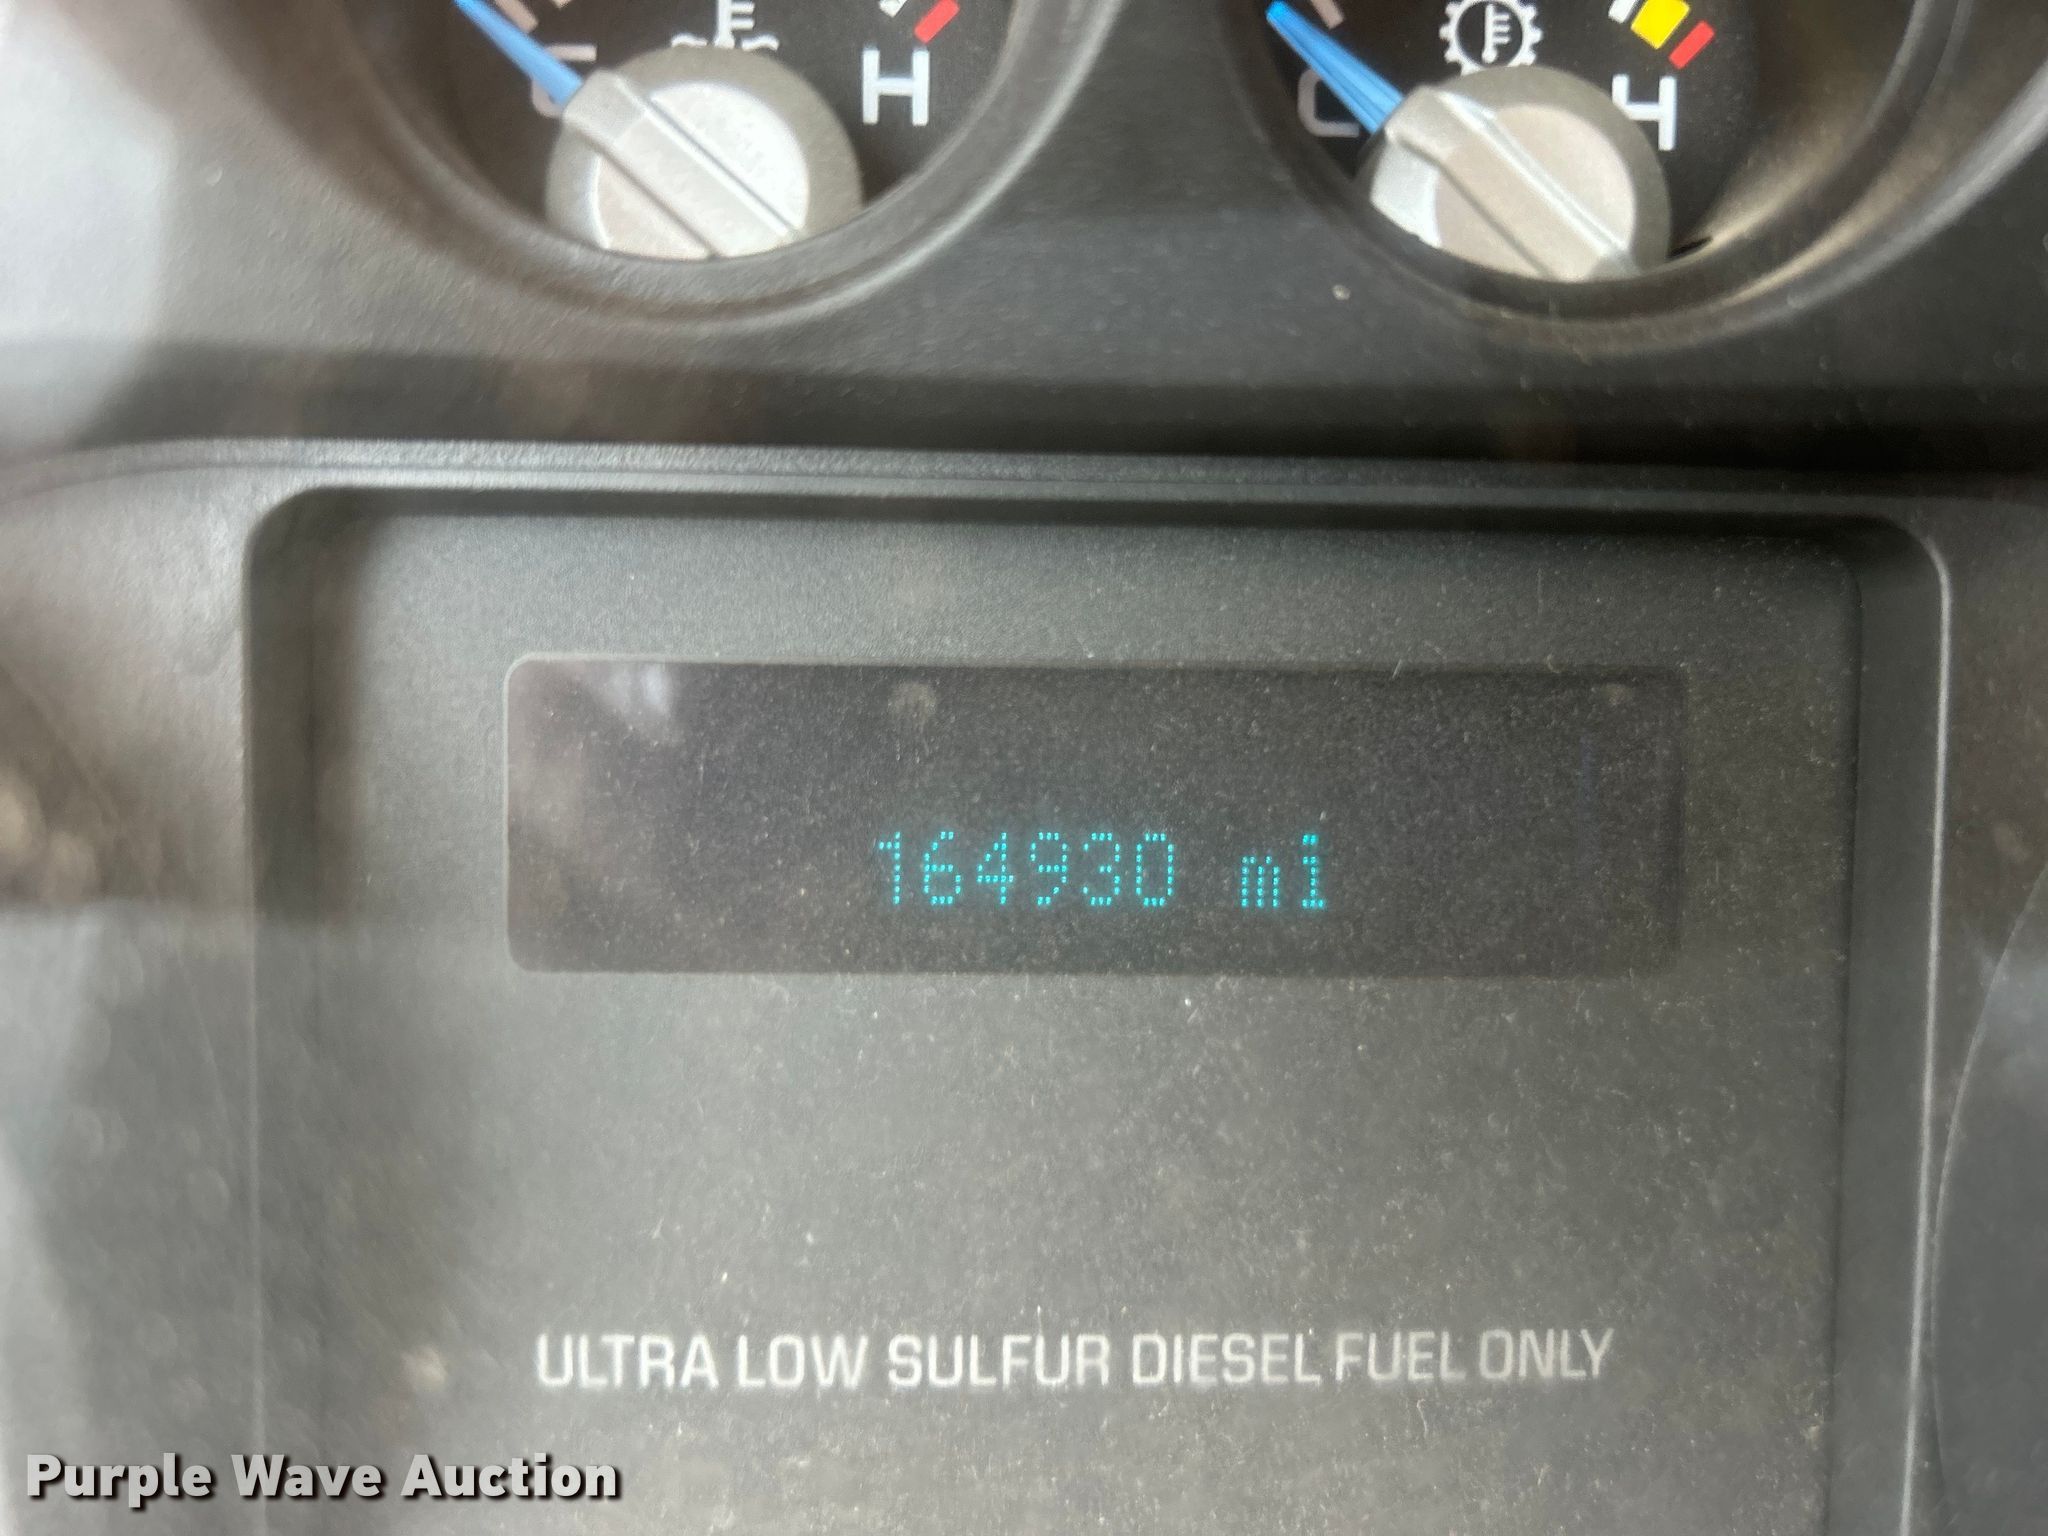 C H C H
164930 mi
ULTRA LOW SULFUR DIESEL FUEL ONLY
Purple Wave Auction